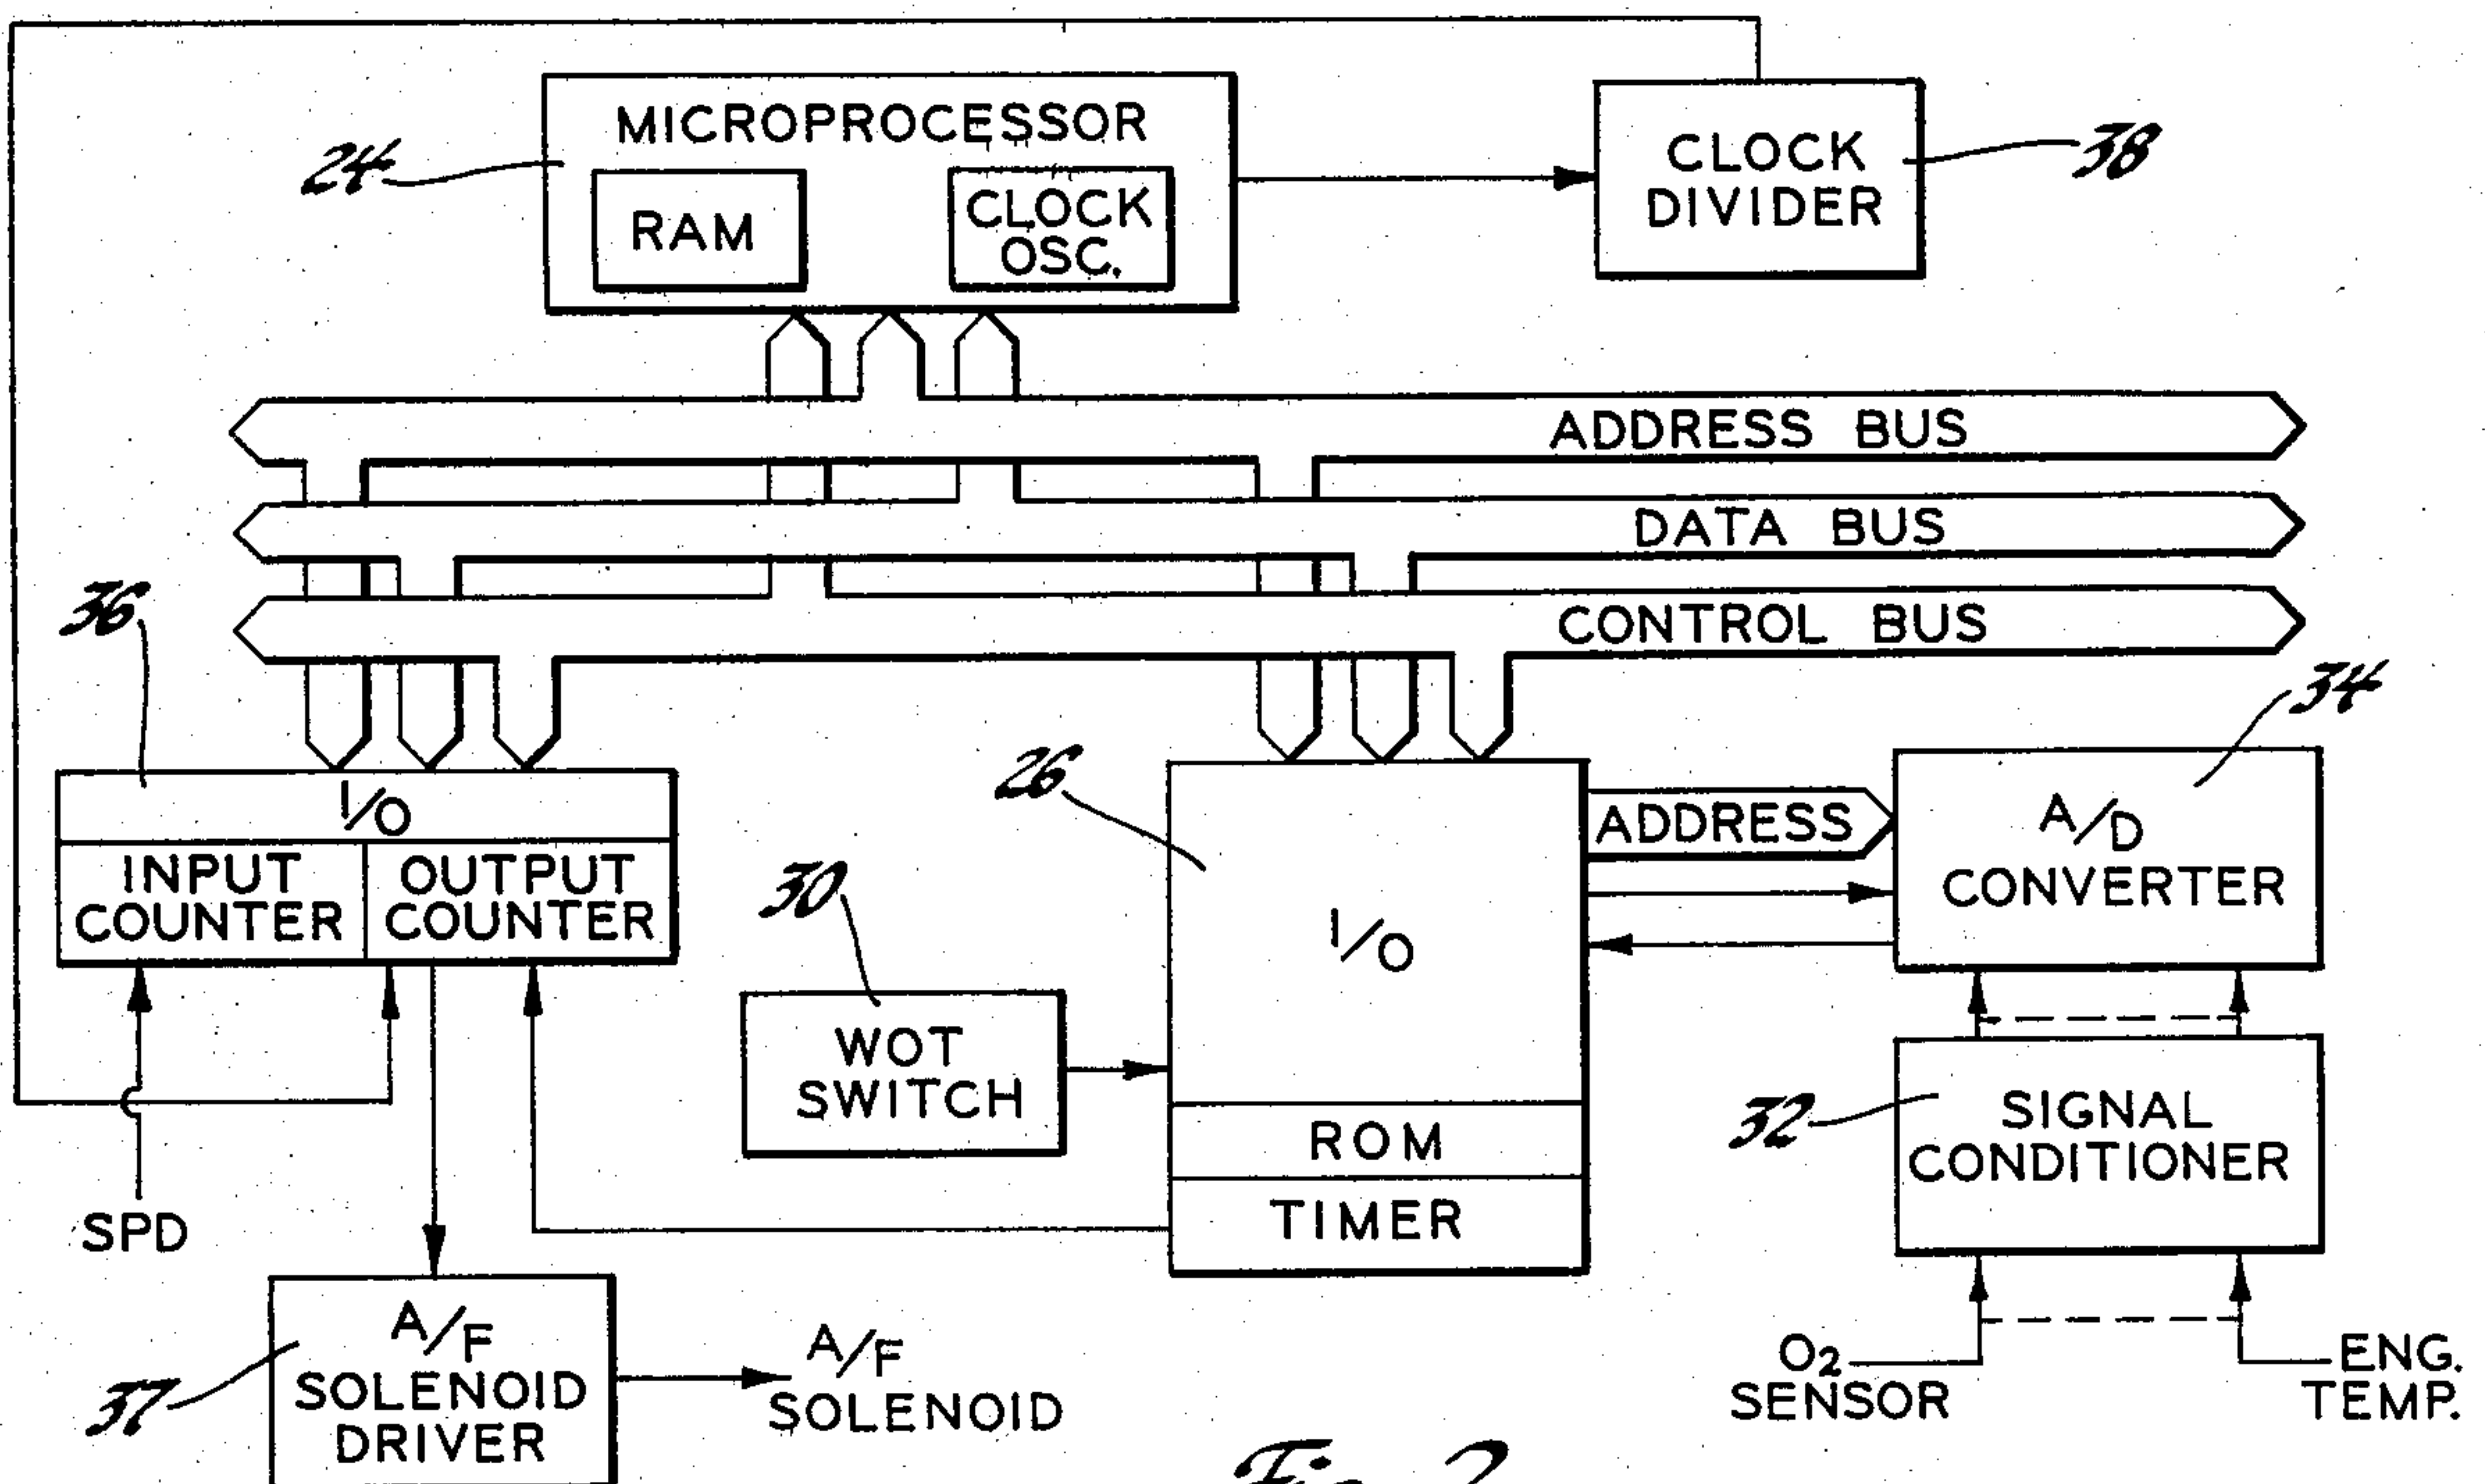 MICROPROCESSOR
24
RAM
CLOCK
OSC.
CLOCK
DIVIDER
38
ADDRESS BUS
DATA BUS
CONTROL BUS
36
I/O
INPUT
COUNTER
OUTPUT
COUNTER
SPD
30
WOT
SWITCH
26
I/O
ROM
TIMER
ADDRESS
34
A/D
CONVERTER
32
SIGNAL
CONDITIONER
O2
SENSOR
ENG.
TEMP.
37
A/F
SOLENOID
DRIVER
A/F
SOLENOID
Fig. 2